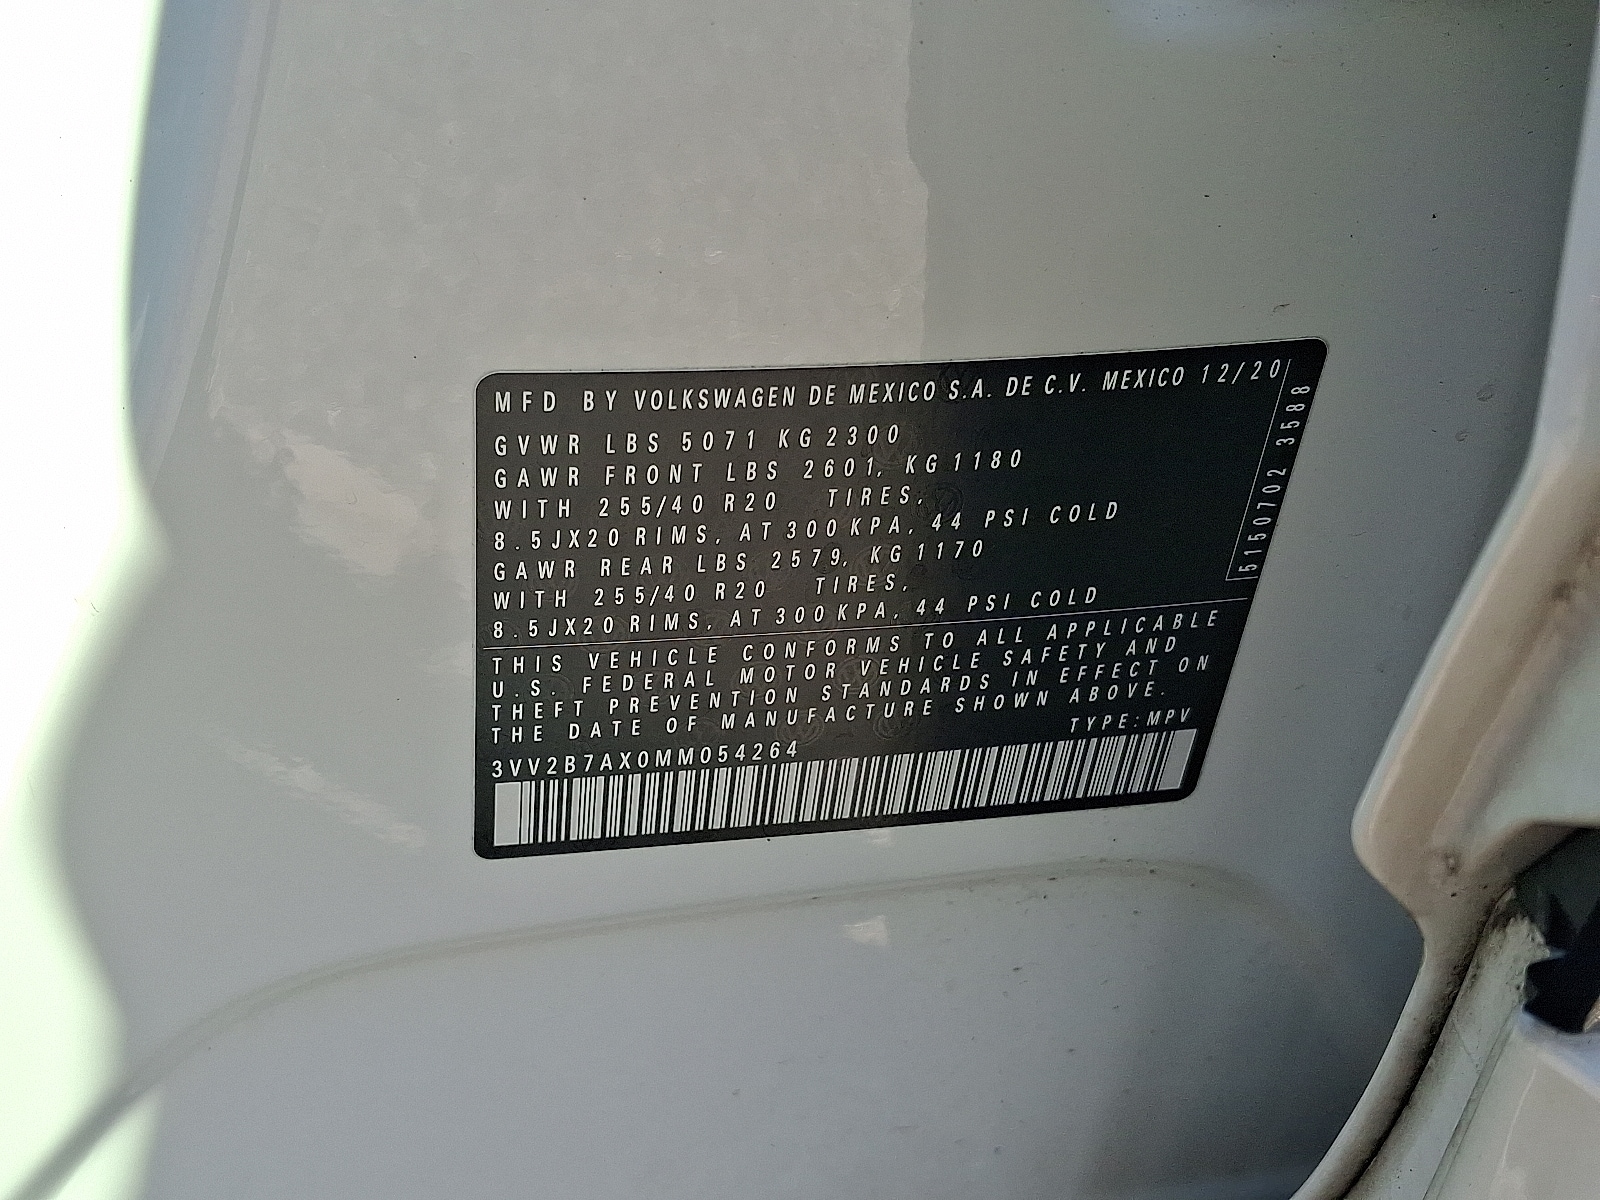 MFD BY VOLKSWAGEN DE MEXICO S.A. DE C.V. MEXICO 12/20
GVWR LBS 5071 KG 2300
GAWR FRONT LBS 2601, KG 1180
WITH 255/40 R20 TIRES,
8.5JX20 RIMS, AT 300 KPA, 44 PSI COLD
GAWR REAR LBS 2579, KG 1170
WITH 255/40 R20 TIRES,
8.5JX20 RIMS, AT 300 KPA, 44 PSI COLD
5150702 3588
THIS VEHICLE CONFORMS TO ALL APPLICABLE
U.S. FEDERAL MOTOR VEHICLE SAFETY AND
THEFT PREVENTION STANDARDS IN EFFECT ON
THE DATE OF MANUFACTURE SHOWN ABOVE.
TYPE: MPV
3VV2B7AX0MM054264